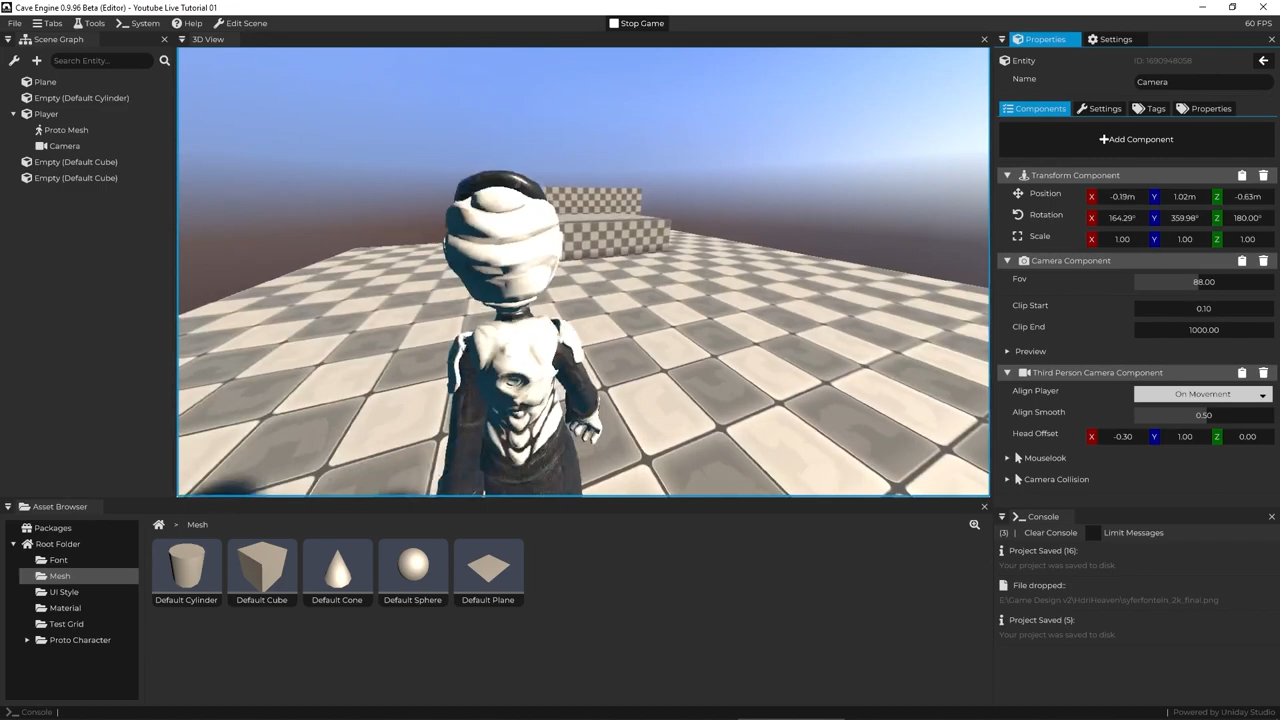 Cave Engine 0.9.96 Beta (Editor) - Youtube Live Tutorial 01
File Tabs Tools System Help Edit Scene Stop Game 60 FPS
Scene Graph
3D View
Properties Settings
Search Entity...
Plane
Empty (Default Cylinder)
Player
Proto Mesh
Camera
Empty (Default Cube)
Empty (Default Cube)
Entity ID: 1690948058
Name Camera
Components Settings Tags Properties
Add Component
Transform Component
Position X -0.19m Y 1.02m Z -0.63m
Rotation X 164.29° Y 359.98° Z 180.00°
Scale X 1.00 Y 1.00 Z 1.00
Camera Component
Fov 88.00
Clip Start 0.10
Clip End 1000.00
Preview
Third Person Camera Component
Align Player On Movement
Align Smooth 0.50
Head Offset X -0.30 Y 1.00 Z 0.00
Mouselook
Camera Collision
Asset Browser
Packages
Root Folder
Font
Mesh
UI Style
Material
Test Grid
Proto Character
> Mesh
Default Cylinder Default Cube Default Cone Default Sphere Default Plane
Console
(3) Clear Console Limit Messages
Project Saved (16):
Your project was saved to disk.
File dropped::
E:\Game Design v2\HdriHeaven\syferfontein_2k_final.png
Project Saved (5):
Your project was saved to disk.
Console |
| Powered by Uniday Studio